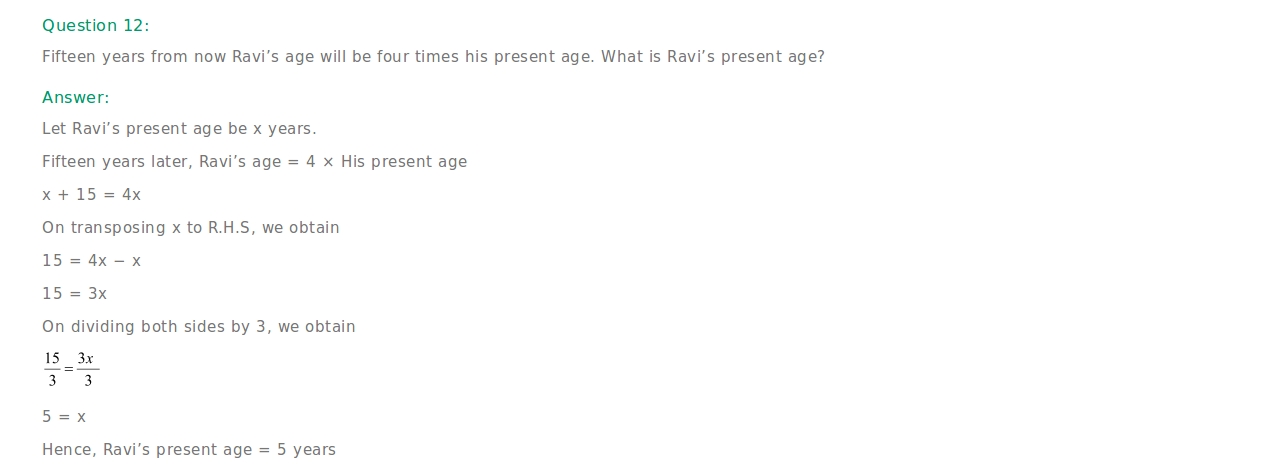 Question 12:
Fifteen years from now Ravi’s age will be four times his present age. What is Ravi’s present age?
Answer:
Let Ravi’s present age be x years.
Fifteen years later, Ravi’s age = 4 × His present age
x + 15 = 4x
On transposing x to R.H.S, we obtain
15 = 4x − x
15 = 3x
On dividing both sides by 3, we obtain
15/3 = 3x/3
5 = x
Hence, Ravi’s present age = 5 years